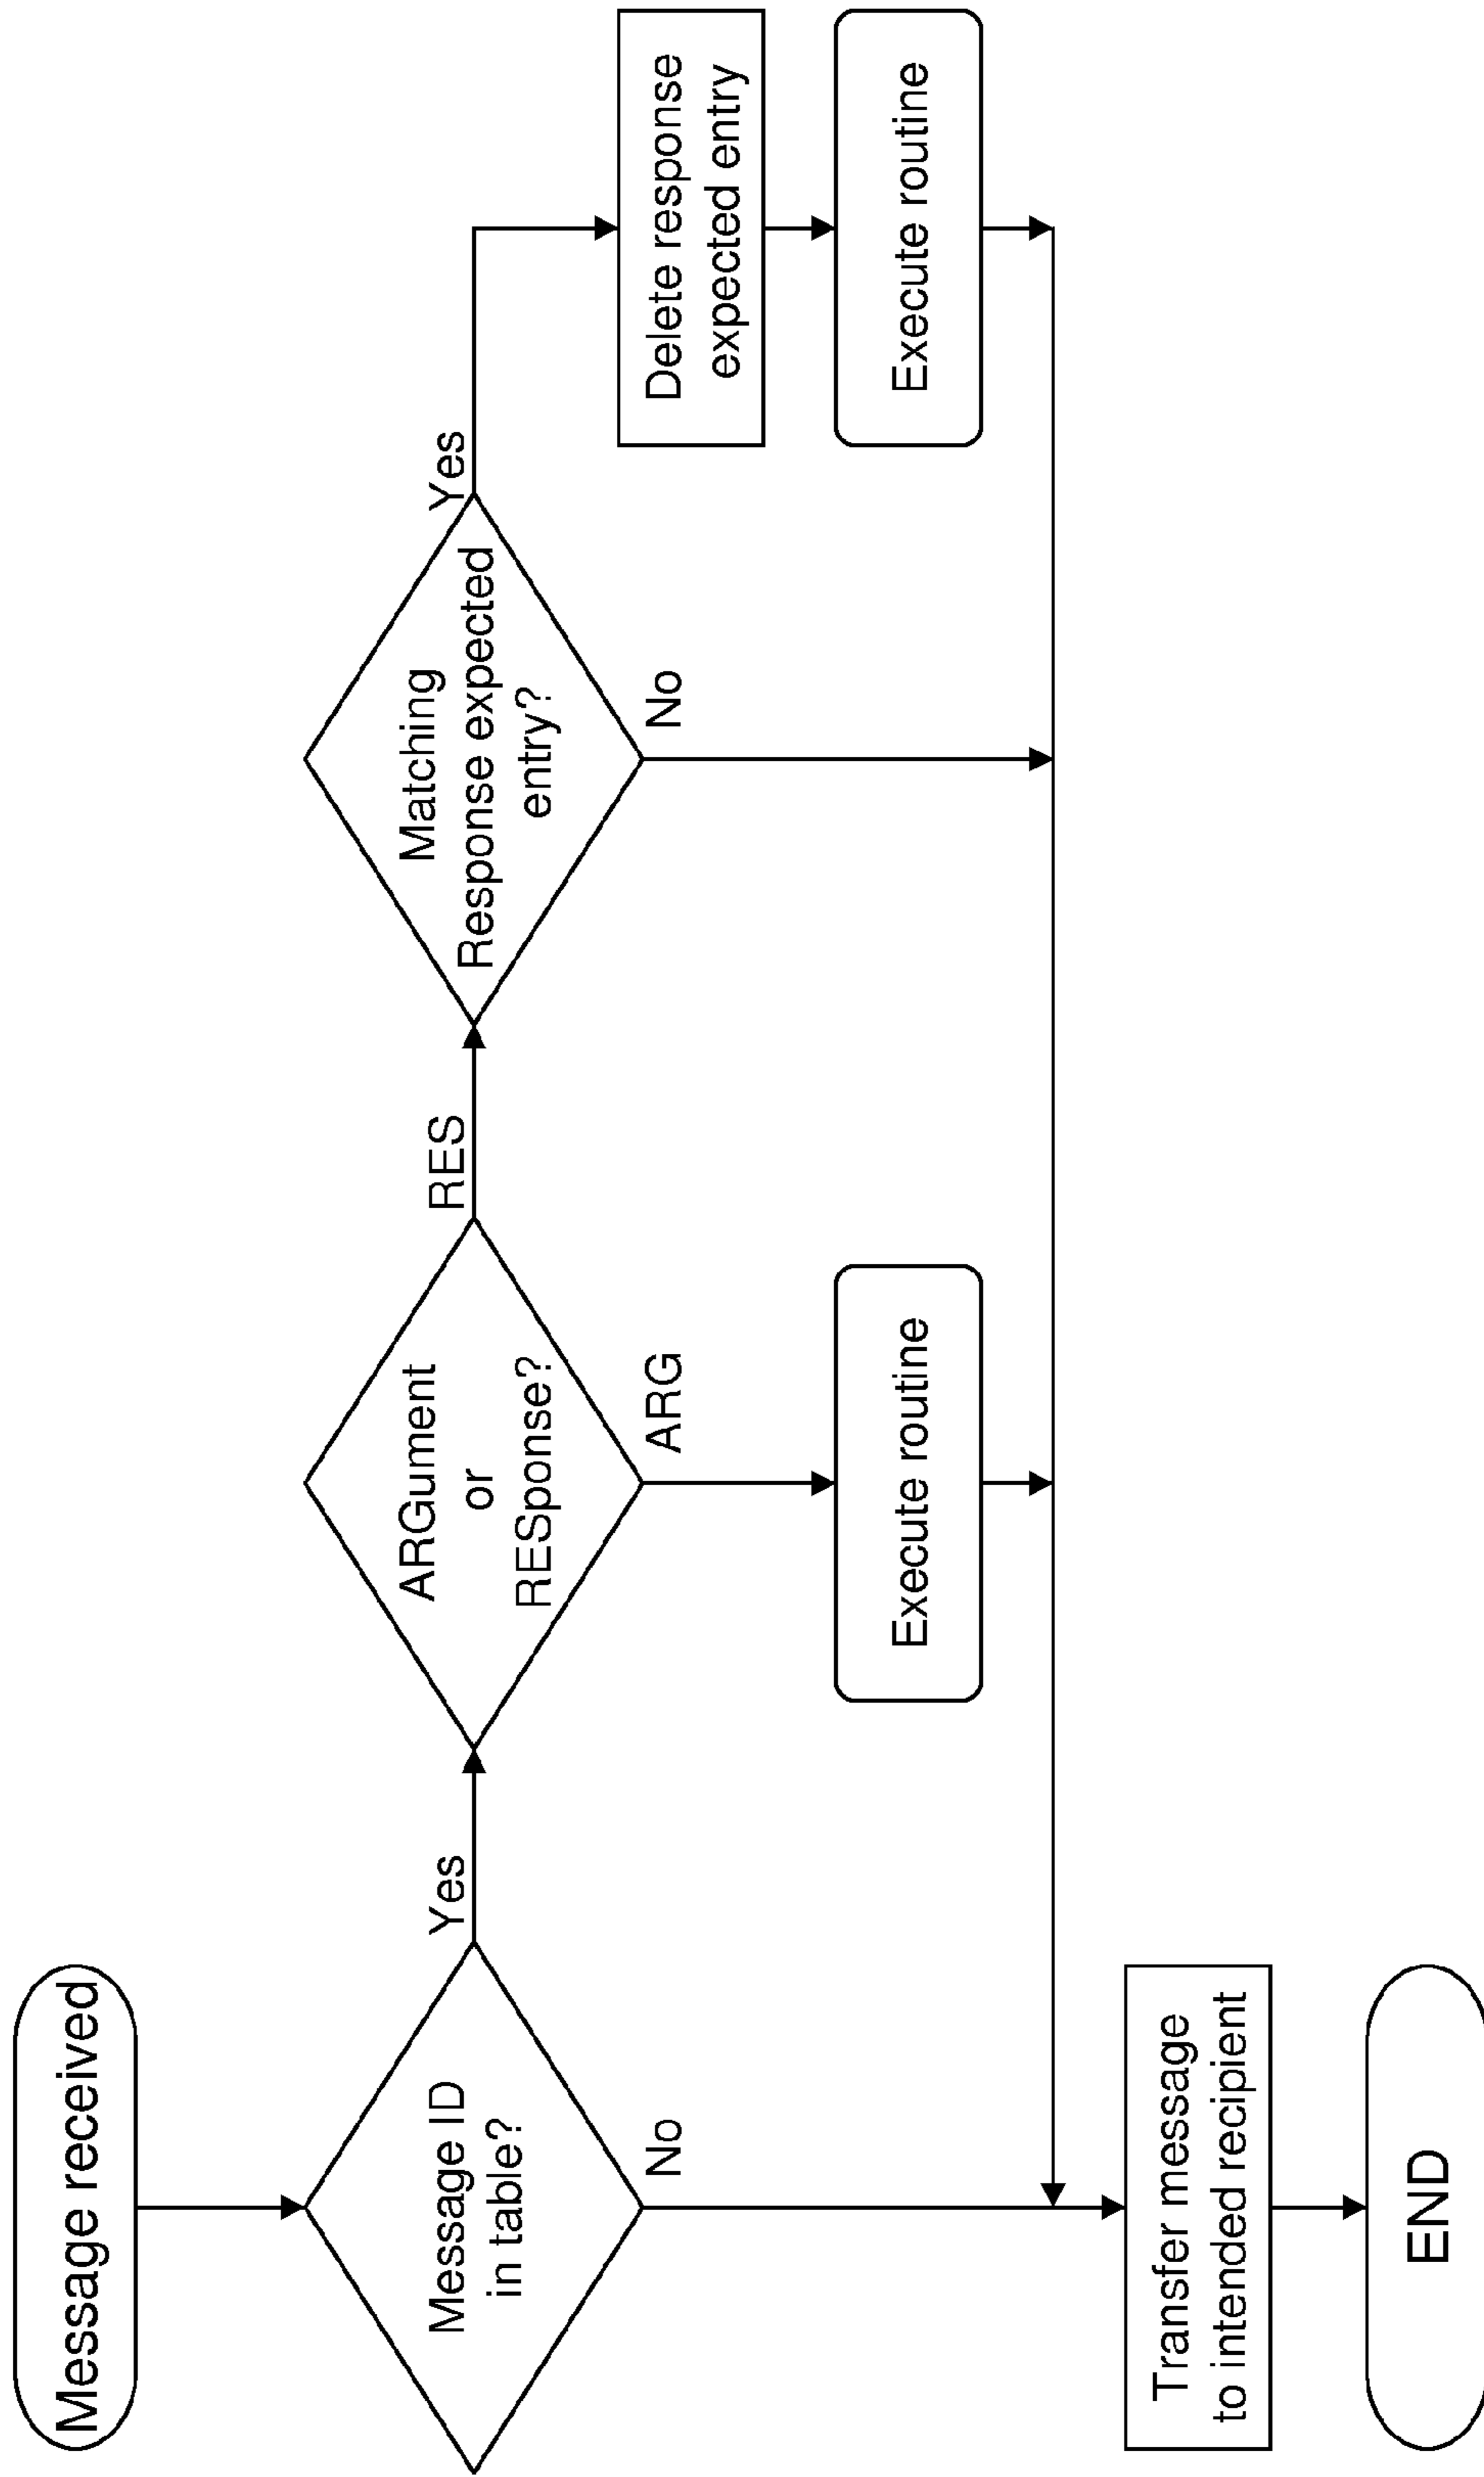 Message received
Message ID
in table?
Yes
No
ARGument
or
RESponse?
RES
ARG
Execute routine
Matching
Response expected
entry?
Yes
No
Delete response
expected entry
Execute routine
Transfer message
to intended recipient
END